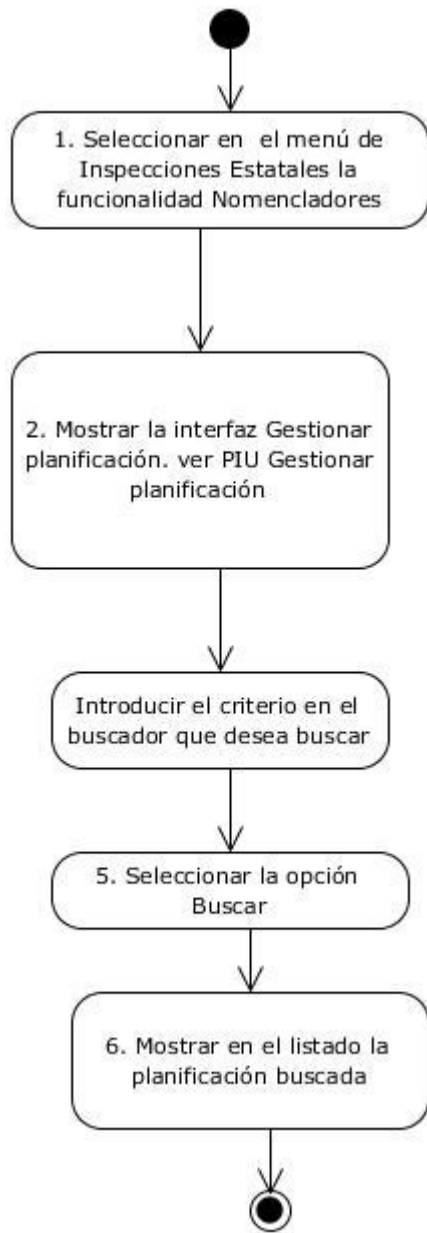 1. Seleccionar en el menú de
Inspecciones Estatales la
funcionalidad Nomencladores
2. Mostrar la interfaz Gestionar
planificación. ver PIU Gestionar
planificación
Introducir el criterio en el
buscador que desea buscar
5. Seleccionar la opción
Buscar
6. Mostrar en el listado la
planificación buscada